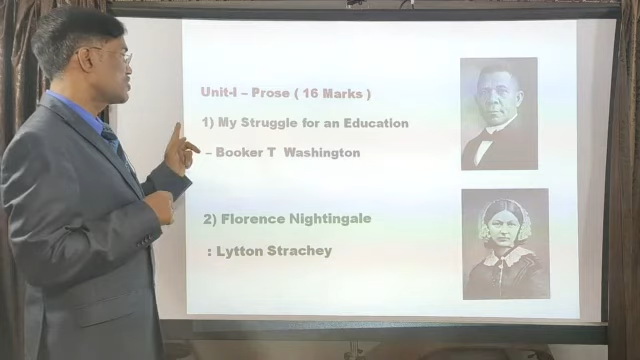 Unit-I – Prose ( 16 Marks )
1) My Struggle for an Education
– Booker T Washington
2) Florence Nightingale
: Lytton Strachey